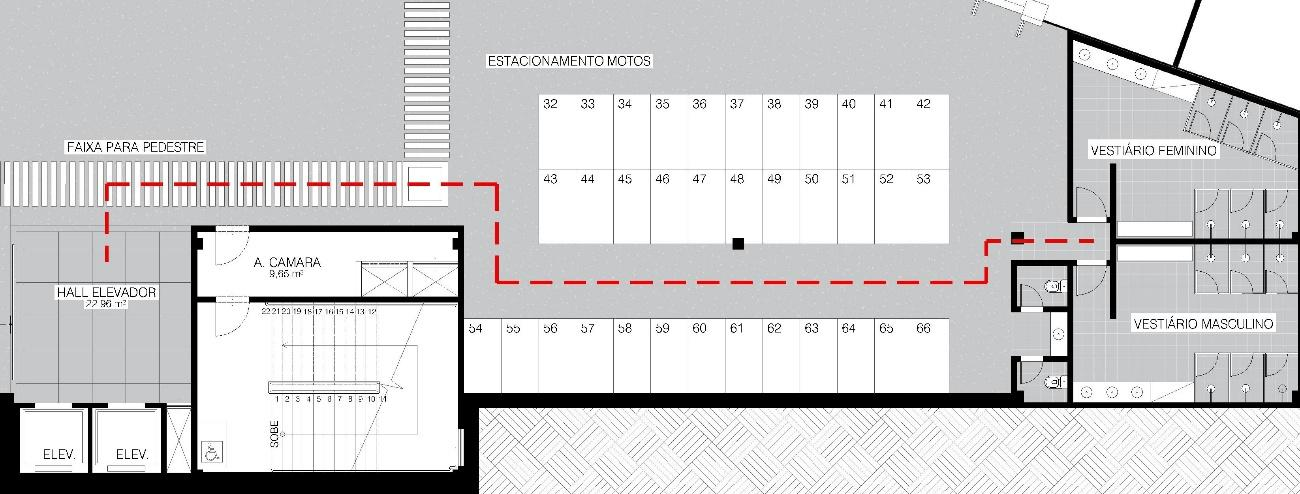 ESTACIONAMENTO MOTOS
32 33 34 35 36 37 38 39 40 41 42
FAIXA PARA PEDESTRE
VESTIÁRIO FEMININO
43 44 45 46 47 48 49 50 51 52 53
A. CAMARA
9,65 m²
HALL ELEVADOR
22.96 m²
22 21 20 19 18 17 16 15 14 13 12
54 55 56 57 58 59 60 61 62 63 64 65 66
VESTIÁRIO MASCULINO
1 2 3 4 5 6 7 8 9 10 11
SOBE
ELEV.
ELEV.